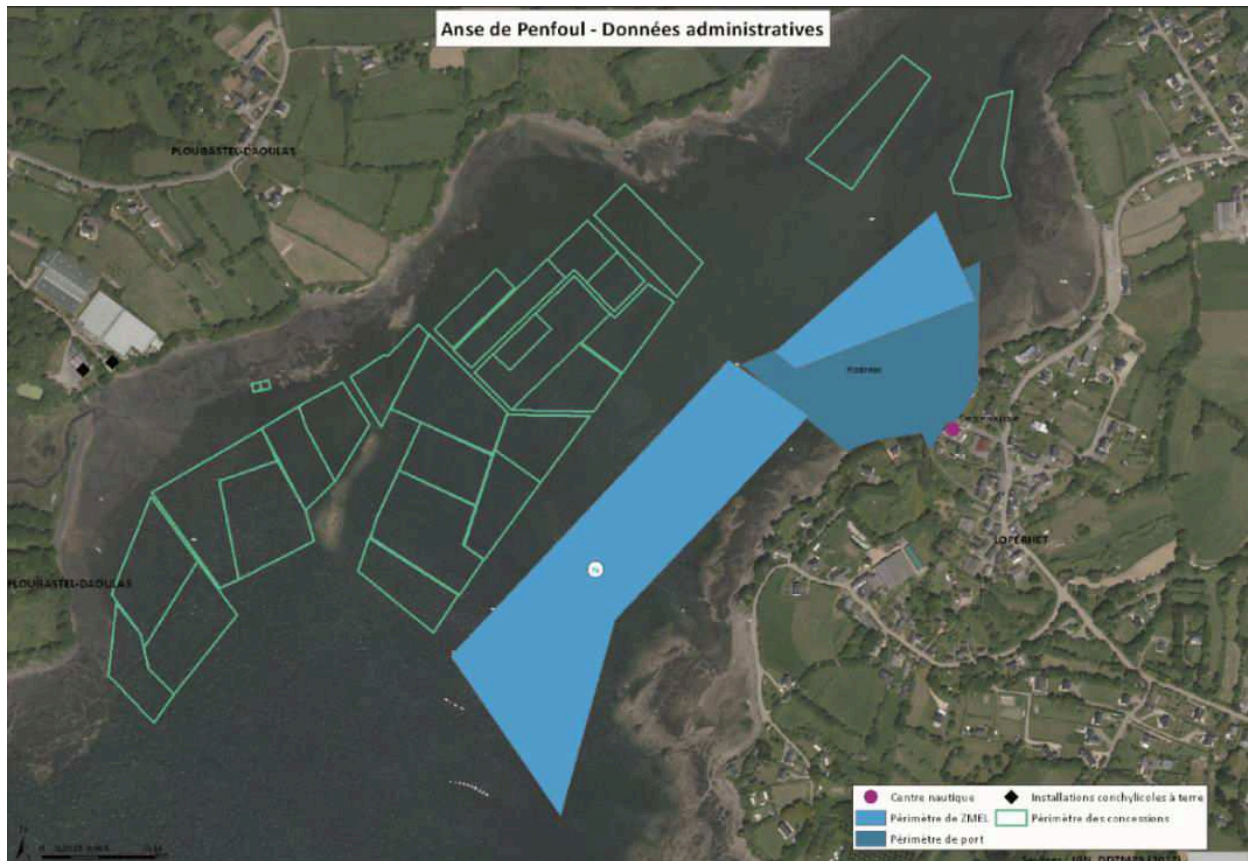 Anse de Penfoul - Données administratives
PLOUGASTEL-DAOULAS
PLOUGASTEL-DAOULAS
LOPERHET
Centre nautique
Installations conchylicoles à terre
Périmètre de ZMEL
Périmètre des concessions
Périmètre de port